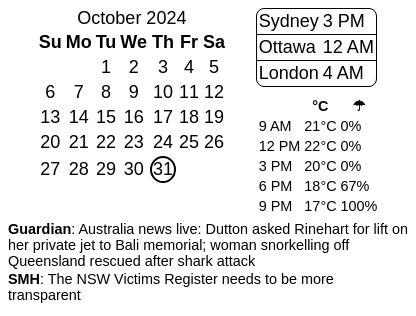 October 2024
Su Mo Tu We Th Fr Sa
1 2 3 4 5
6 7 8 9 10 11 12
13 14 15 16 17 18 19
20 21 22 23 24 25 26
27 28 29 30 31
Sydney 3 PM
Ottawa 12 AM
London 4 AM
°C ☂
9 AM 21°C 0%
12 PM 22°C 0%
3 PM 20°C 0%
6 PM 18°C 67%
9 PM 17°C 100%
Guardian: Australia news live: Dutton asked Rinehart for lift on
her private jet to Bali memorial; woman snorkelling off
Queensland rescued after shark attack
SMH: The NSW Victims Register needs to be more
transparent